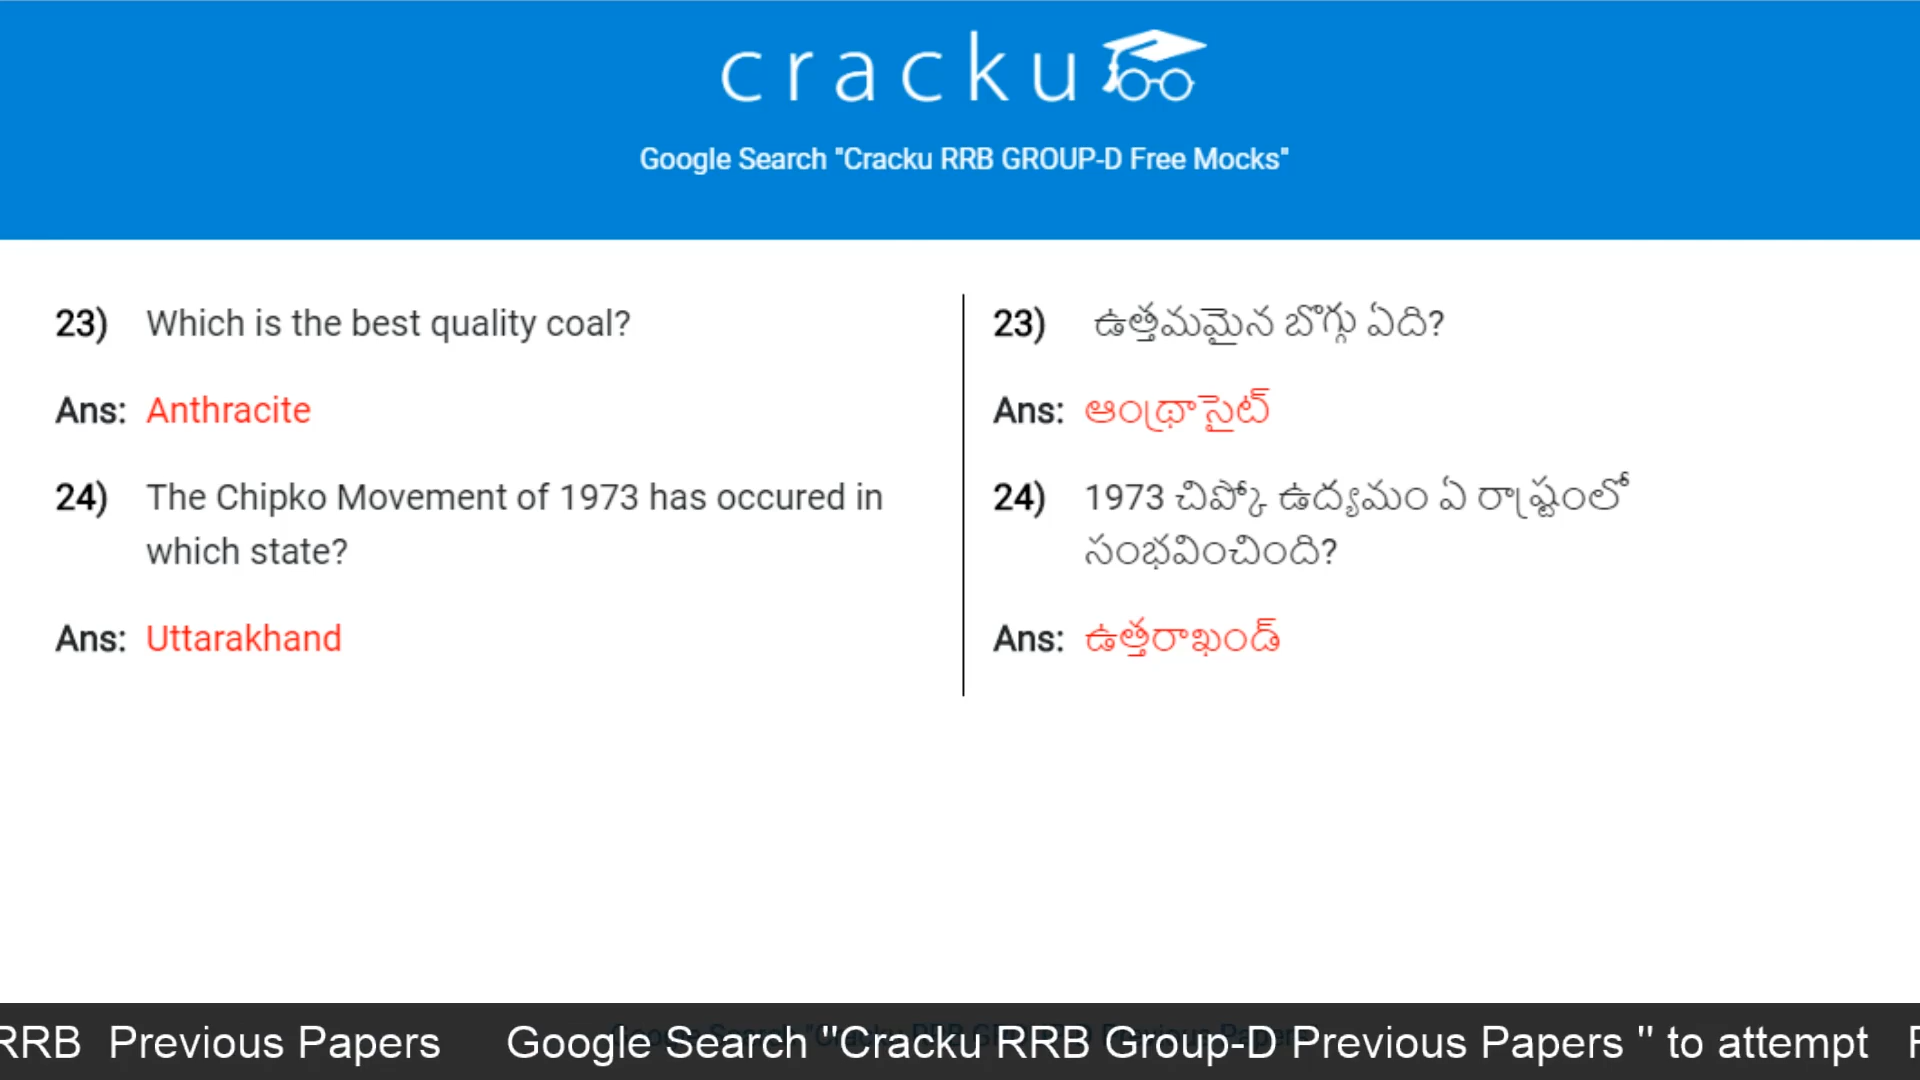 cracku
Google Search "Cracku RRB GROUP-D Free Mocks"
23) Which is the best quality coal?
Ans: Anthracite
24) The Chipko Movement of 1973 has occured in
which state?
Ans: Uttarakhand
23) ఉత్తమమైన బొగ్గు ఏది?
Ans: ఆంథ్రాసైట్
24) 1973 చిప్కో ఉద్యమం ఏ రాష్ట్రంలో
సంభవించింది?
Ans: ఉత్తరాఖండ్
RRB Previous Papers Google Search "Cracku RRB Group-D Previous Papers " to attempt